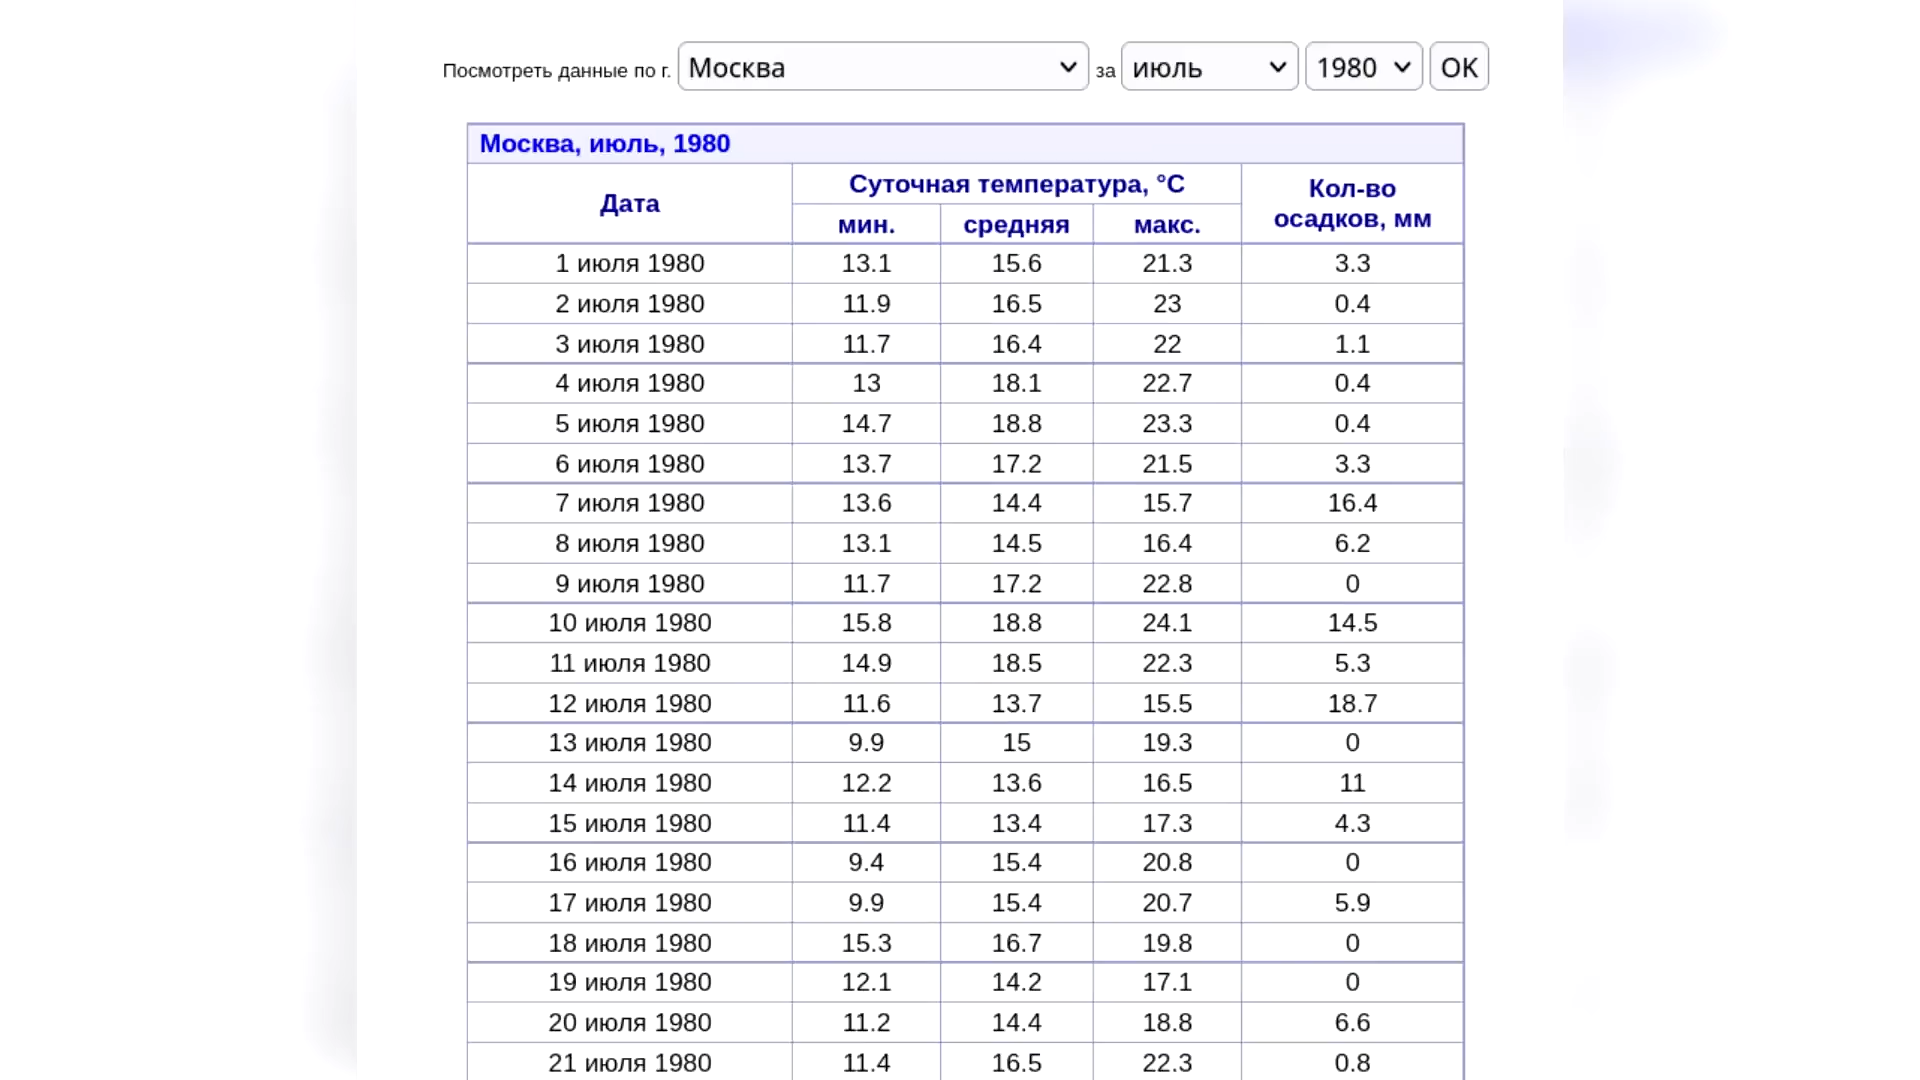 Посмотреть данные по г. Москва за июль 1980 OK
Москва, июль, 1980
Дата Суточная температура, °C Кол-во осадков, мм
мин. средняя макс.
1 июля 1980 13.1 15.6 21.3 3.3
2 июля 1980 11.9 16.5 23 0.4
3 июля 1980 11.7 16.4 22 1.1
4 июля 1980 13 18.1 22.7 0.4
5 июля 1980 14.7 18.8 23.3 0.4
6 июля 1980 13.7 17.2 21.5 3.3
7 июля 1980 13.6 14.4 15.7 16.4
8 июля 1980 13.1 14.5 16.4 6.2
9 июля 1980 11.7 17.2 22.8 0
10 июля 1980 15.8 18.8 24.1 14.5
11 июля 1980 14.9 18.5 22.3 5.3
12 июля 1980 11.6 13.7 15.5 18.7
13 июля 1980 9.9 15 19.3 0
14 июля 1980 12.2 13.6 16.5 11
15 июля 1980 11.4 13.4 17.3 4.3
16 июля 1980 9.4 15.4 20.8 0
17 июля 1980 9.9 15.4 20.7 5.9
18 июля 1980 15.3 16.7 19.8 0
19 июля 1980 12.1 14.2 17.1 0
20 июля 1980 11.2 14.4 18.8 6.6
21 июля 1980 11.4 16.5 22.3 0.8